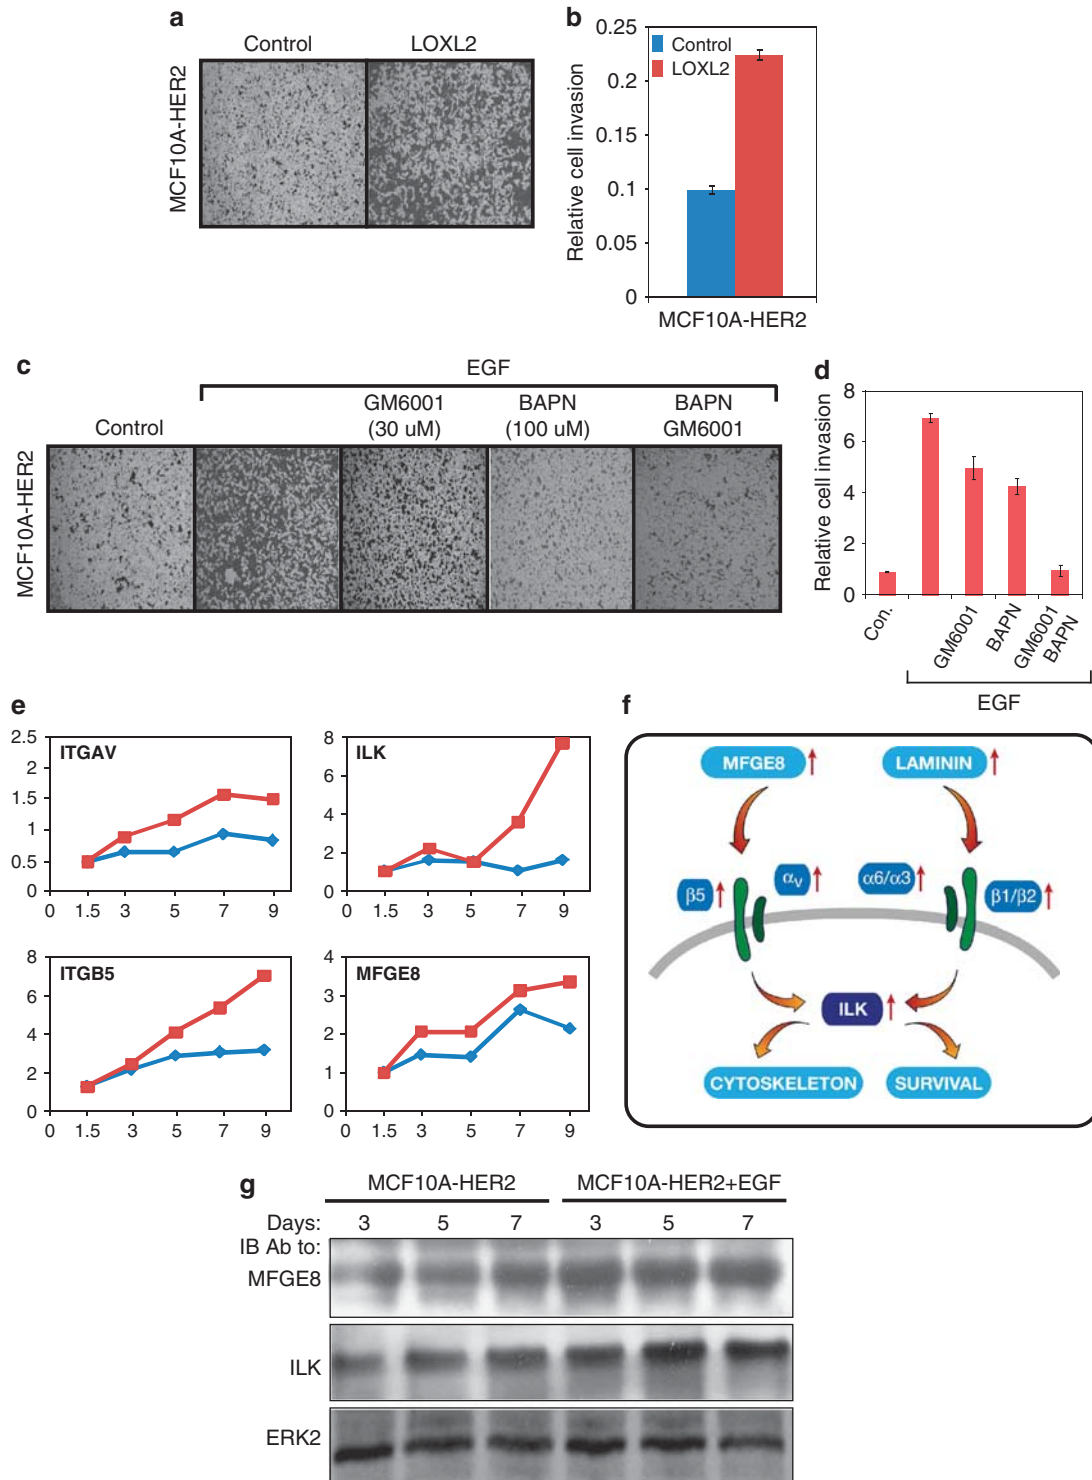 a
Control LOXL2
MCF10A-HER2
b
Relative cell invasion
0.25
0.2
0.15
0.1
0.05
0
Control
LOXL2
MCF10A-HER2
c
EGF
Control
GM6001 (30 uM)
BAPN (100 uM)
BAPN GM6001
MCF10A-HER2
d
Relative cell invasion
8
6
4
2
0
Con.
GM6001
BAPN
GM6001 BAPN
EGF
e
ITGAV
2.5
2
1.5
1
0.5
0
0 1.5 3 5 7 9
ILK
8
6
4
2
0
0 1.5 3 5 7 9
ITGB5
8
6
4
2
0
0 1.5 3 5 7 9
MFGE8
4
3
2
1
0
0 1.5 3 5 7 9
f
MFGE8 LAMININ
β5 αv α6/α3 β1/β2
ILK
CYTOSKELETON SURVIVAL
g
MCF10A-HER2 MCF10A-HER2+EGF
Days: 3 5 7 3 5 7
IB Ab to:
MFGE8
ILK
ERK2